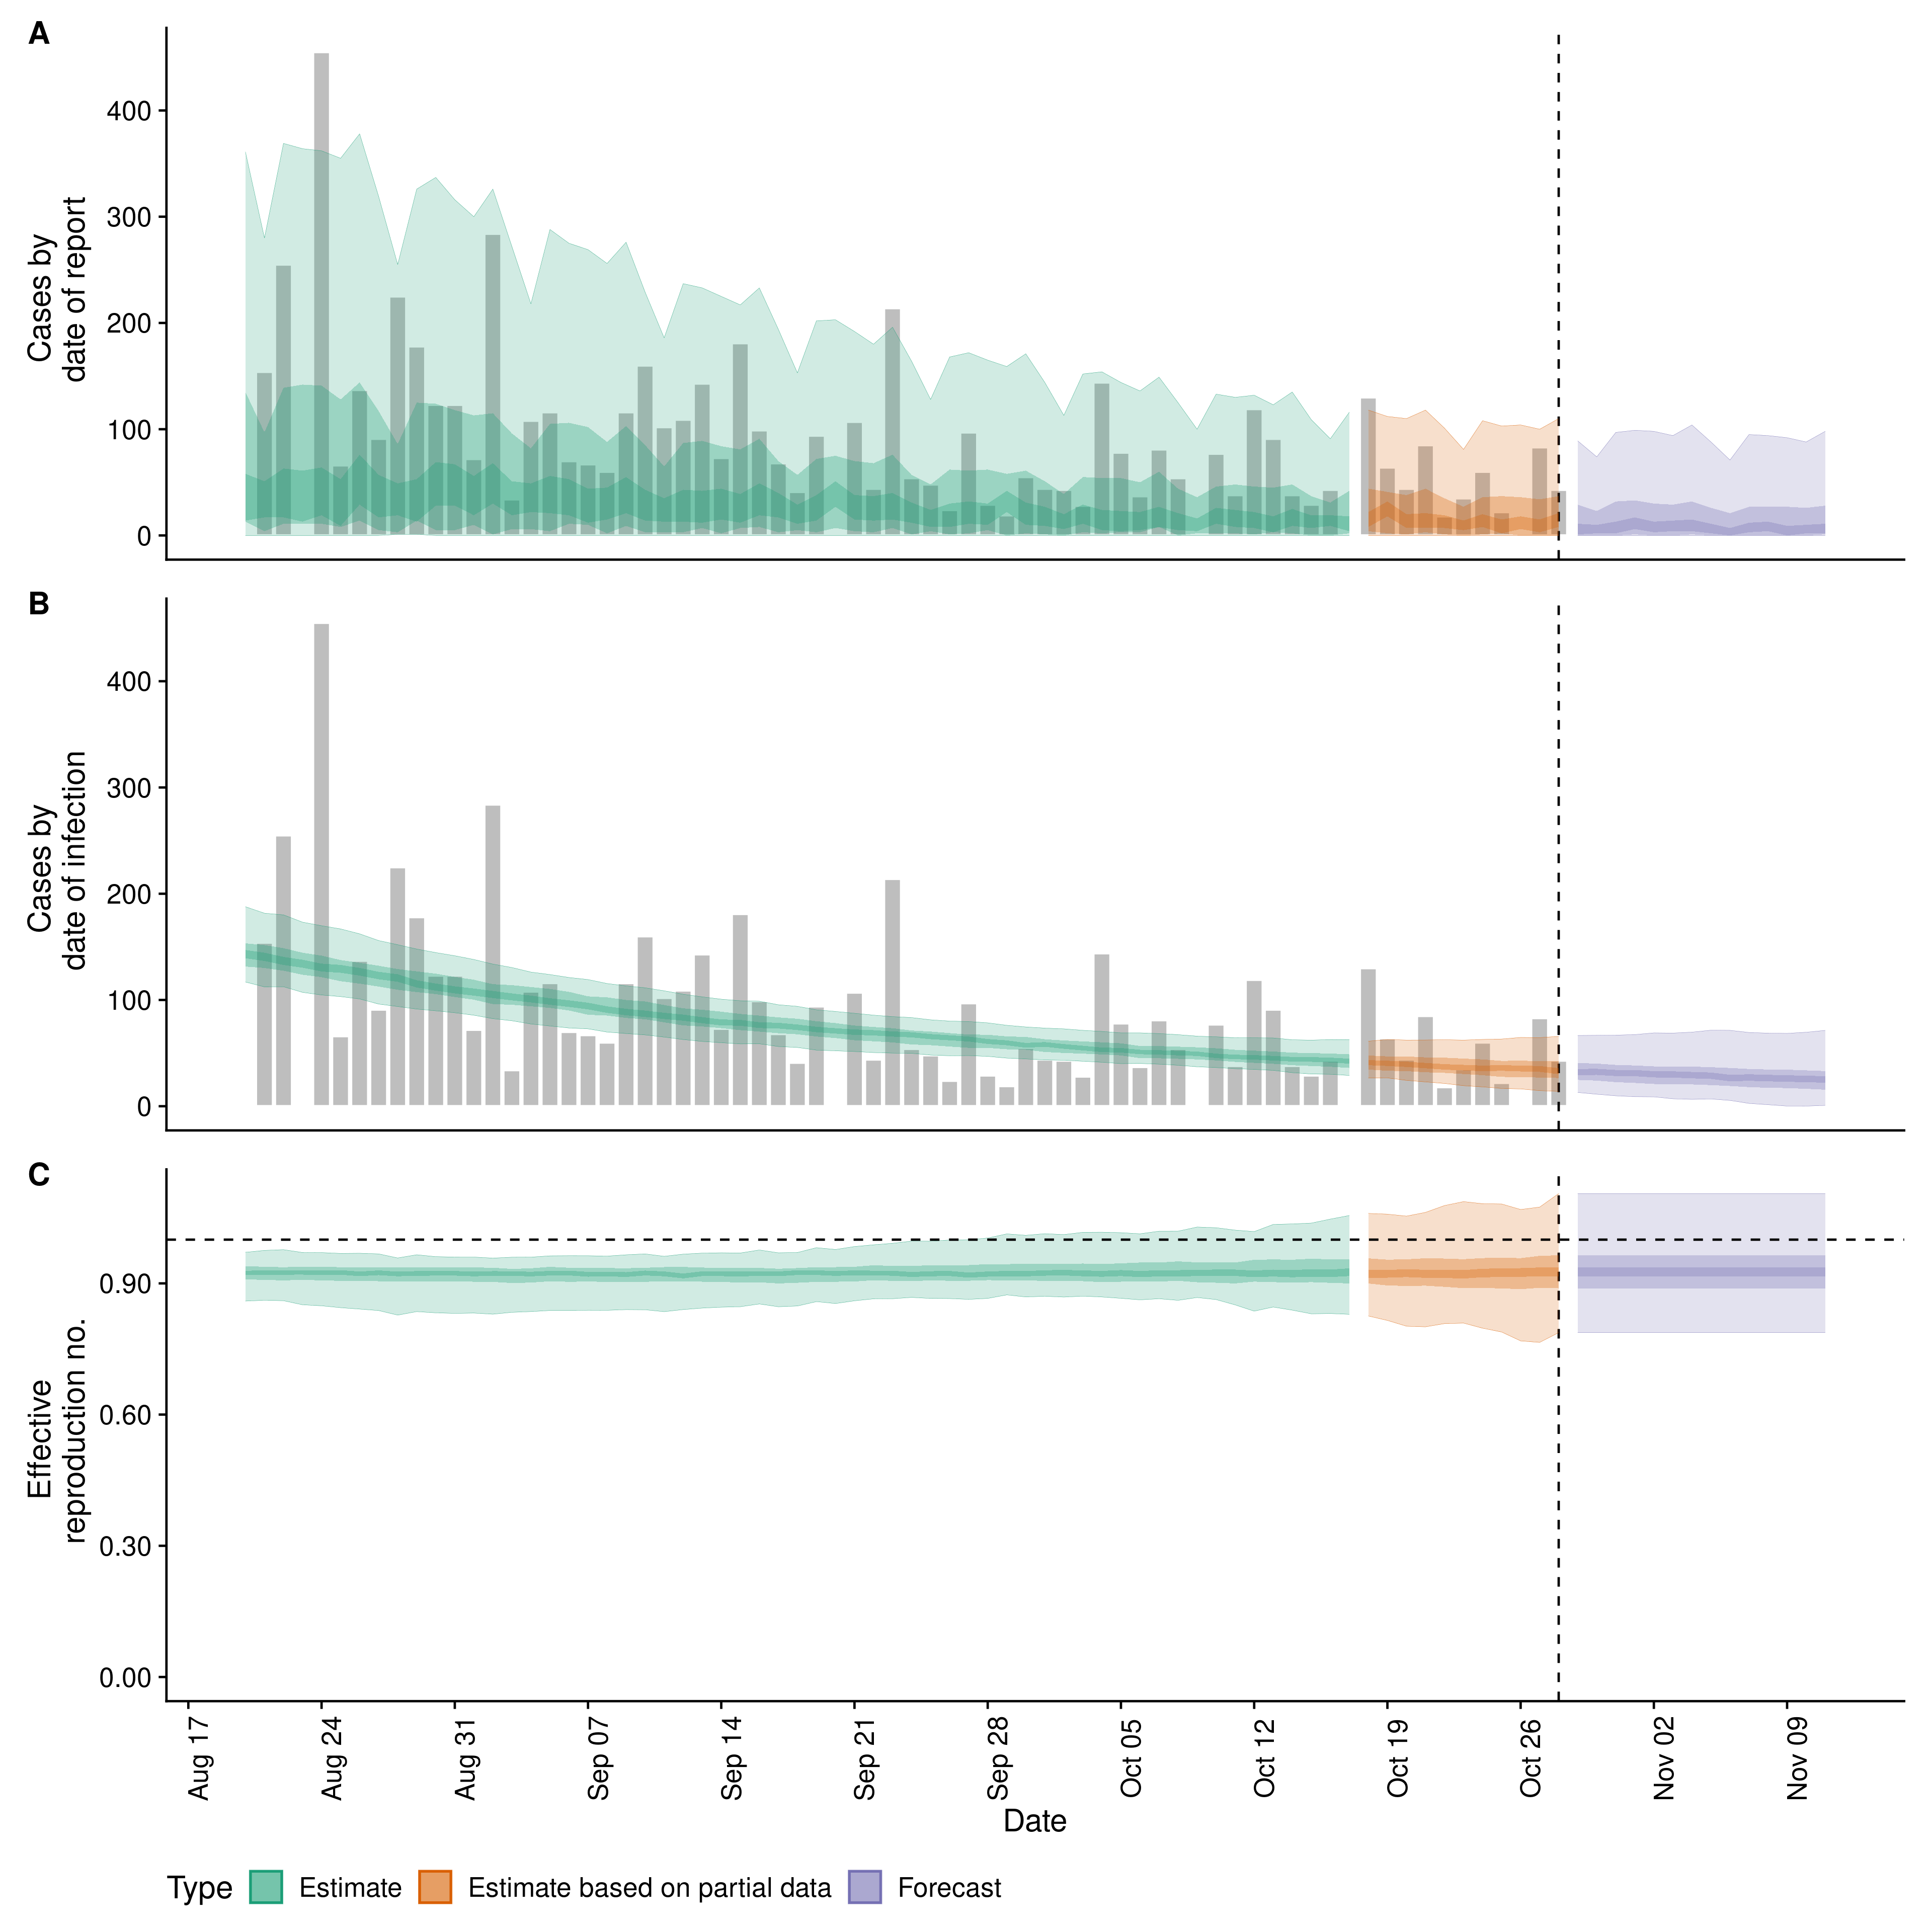 A
Cases by
date of report
400
300
200
100
0
B
Cases by
date of infection
400
300
200
100
0
C
Effective
reproduction no.
0.90
0.60
0.30
0.00
Aug 17
Aug 24
Aug 31
Sep 07
Sep 14
Sep 21
Sep 28
Oct 05
Oct 12
Oct 19
Oct 26
Nov 02
Nov 09
Date
Type
Estimate
Estimate based on partial data
Forecast